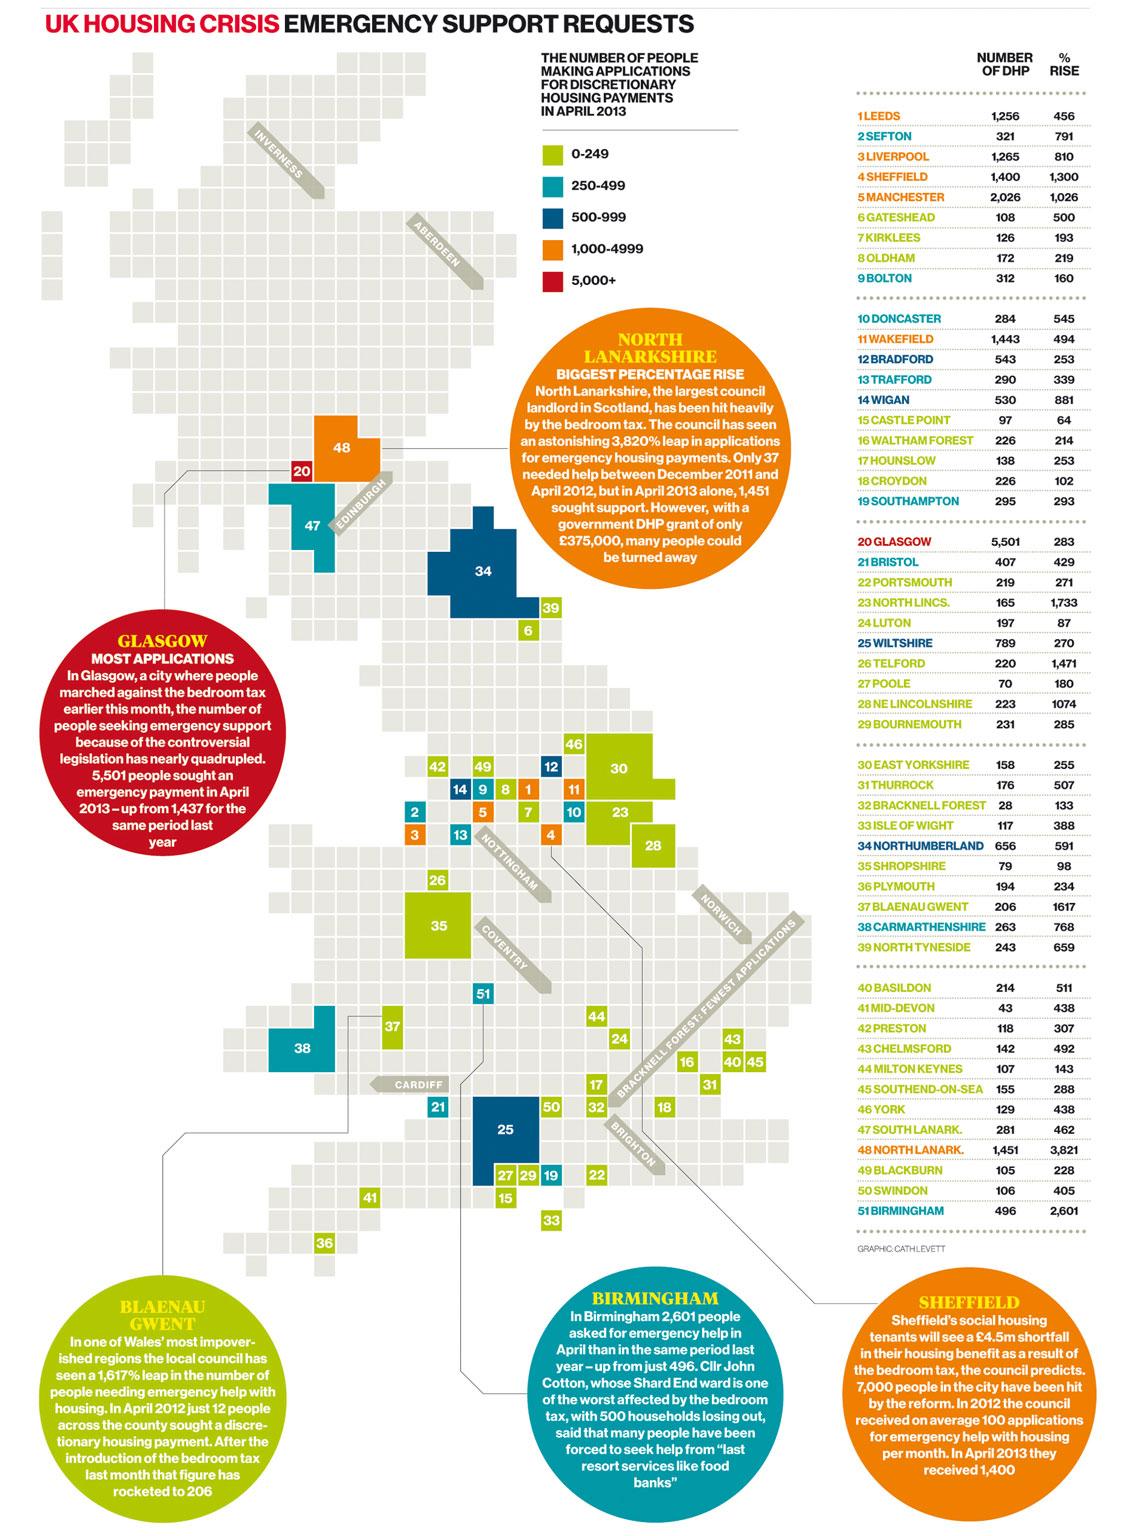 UK HOUSING CRISIS EMERGENCY SUPPORT REQUESTS
THE NUMBER OF PEOPLE
MAKING APPLICATIONS
FOR DISCRETIONARY
HOUSING PAYMENTS
IN APRIL 2013
0-249
250-499
500-999
1,000-4999
5,000+
INVERNESS
ABERDEEN
NORTH
LANARKSHIRE
BIGGEST PERCENTAGE RISE
North Lanarkshire, the largest council
landlord in Scotland, has been hit heavily
by the bedroom tax. The council has seen
an astonishing 3,820% leap in applications
for emergency housing payments. Only 37
needed help between December 2011 and
April 2012, but in April 2013 alone, 1,451
sought support. However, with a
government DHP grant of only
£375,000, many people could
be turned away
48
20
47
EDINBURGH
34
39
6
GLASGOW
MOST APPLICATIONS
In Glasgow, a city where people
marched against the bedroom tax
earlier this month, the number of
people seeking emergency support
because of the controversial
legislation has nearly quadrupled.
5,501 people sought an
emergency payment in April
2013 – up from 1,437 for the
same period last
year
46
42 49 12 30
14 9 8 1 11
2 5 7 10 23
3 13 4 28
NOTTINGHAM
26
35
COVENTRY
NORWICH
BRACKNELL FOREST: FEWEST APPLICATIONS
51
37
44
38
24 43
16 40 45
CARDIFF
17 31
21 50 32 18
25
BRIGHTON
27 29 19 22
41 15
33
36
NUMBER OF DHP % RISE
1 LEEDS 1,256 456
2 SEFTON 321 791
3 LIVERPOOL 1,265 810
4 SHEFFIELD 1,400 1,300
5 MANCHESTER 2,026 1,026
6 GATESHEAD 108 500
7 KIRKLEES 126 193
8 OLDHAM 172 219
9 BOLTON 312 160
10 DONCASTER 284 545
11 WAKEFIELD 1,443 494
12 BRADFORD 543 253
13 TRAFFORD 290 339
14 WIGAN 530 881
15 CASTLE POINT 97 64
16 WALTHAM FOREST 226 214
17 HOUNSLOW 138 253
18 CROYDON 226 102
19 SOUTHAMPTON 295 293
20 GLASGOW 5,501 283
21 BRISTOL 407 429
22 PORTSMOUTH 219 271
23 NORTH LINCS. 165 1,733
24 LUTON 197 87
25 WILTSHIRE 789 270
26 TELFORD 220 1,471
27 POOLE 70 180
28 NE LINCOLNSHIRE 223 1074
29 BOURNEMOUTH 231 285
30 EAST YORKSHIRE 158 255
31 THURROCK 176 507
32 BRACKNELL FOREST 28 133
33 ISLE OF WIGHT 117 388
34 NORTHUMBERLAND 656 591
35 SHROPSHIRE 79 98
36 PLYMOUTH 194 234
37 BLAENAU GWENT 206 1617
38 CARMARTHENSHIRE 263 768
39 NORTH TYNESIDE 243 659
40 BASILDON 214 511
41 MID-DEVON 43 438
42 PRESTON 118 307
43 CHELMSFORD 142 492
44 MILTON KEYNES 107 143
45 SOUTHEND-ON-SEA 155 288
46 YORK 129 438
47 SOUTH LANARK. 281 462
48 NORTH LANARK. 1,451 3,821
49 BLACKBURN 105 228
50 SWINDON 106 405
51 BIRMINGHAM 496 2,601
GRAPHIC: CATH LEVETT
BLAENAU
GWENT
In one of Wales' most impover-
ished regions the local council has
seen a 1,617% leap in the number of
people needing emergency help with
housing. In April 2012 just 12 people
across the county sought a discre-
tionary housing payment. After the
introduction of the bedroom tax
last month that figure has
rocketed to 206
BIRMINGHAM
In Birmingham 2,601 people
asked for emergency help in
April than in the same period last
year – up from just 496. Cllr John
Cotton, whose Shard End ward is one
of the worst affected by the bedroom
tax, with 500 households losing out,
said that many people have been
forced to seek help from "last
resort services like food
banks"
SHEFFIELD
Sheffield's social housing
tenants will see a £4.5m shortfall
in their housing benefit as a result of
the bedroom tax, the council predicts.
7,000 people in the city have been hit
by the reform. In 2012 the council
received on average 100 applications
for emergency help with housing
per month. In April 2013 they
received 1,400